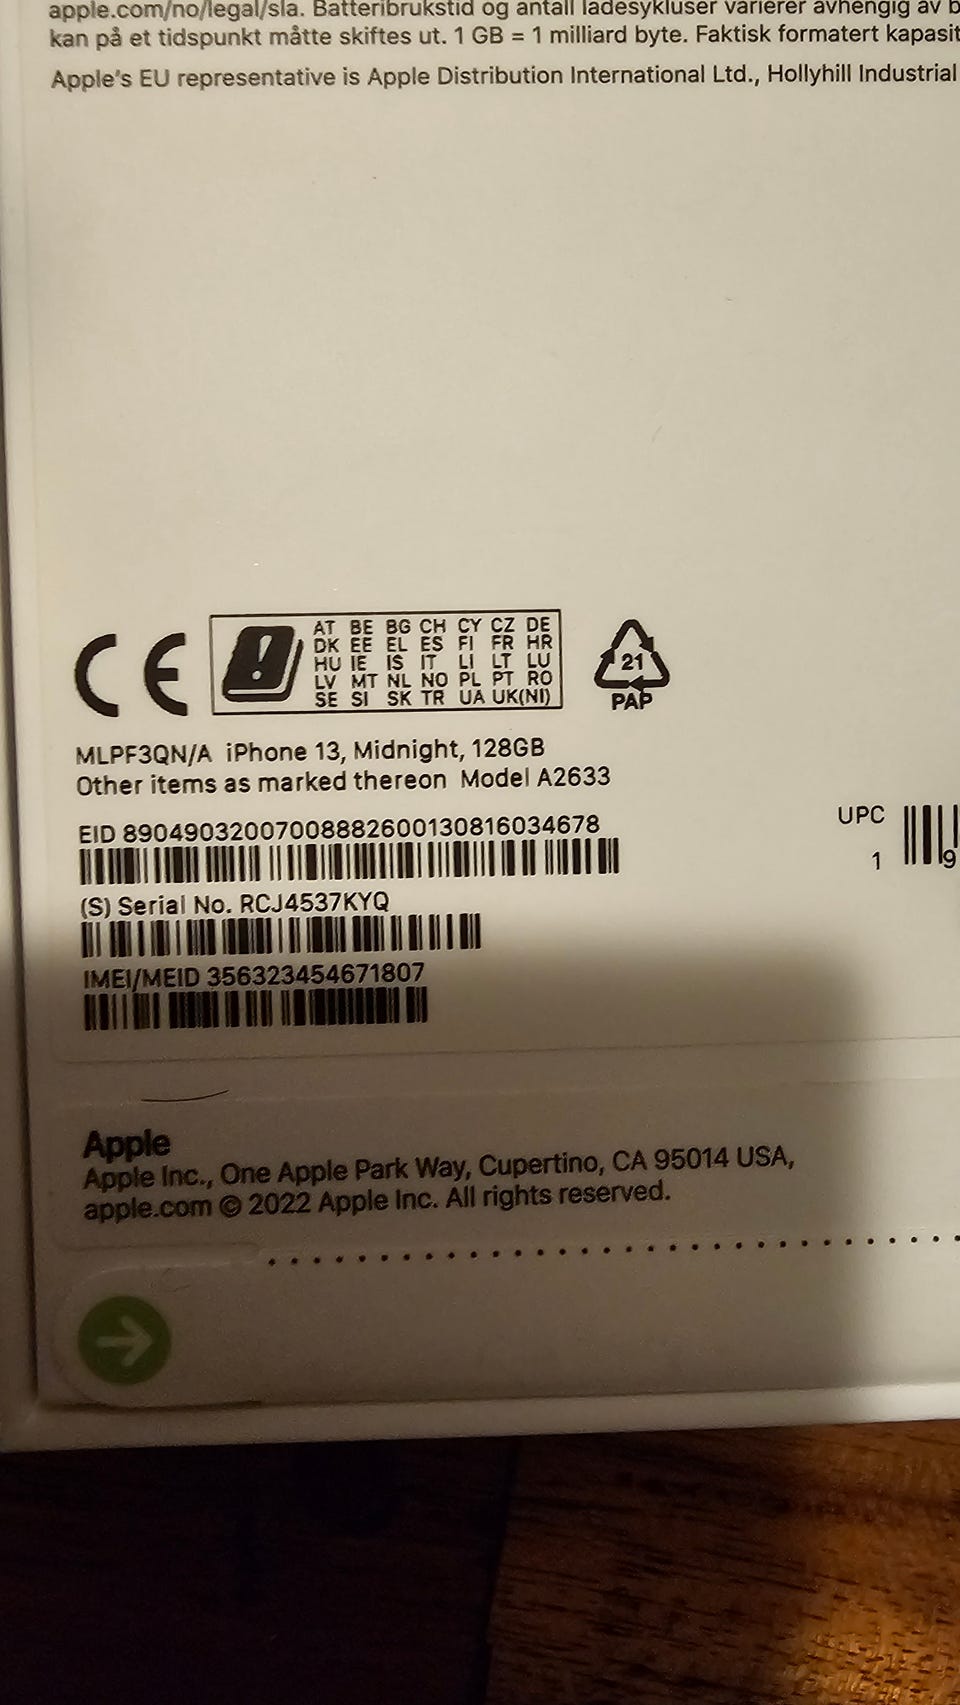 apple.com/no/legal/sla. Batteribrukstid og antall ladesykluser varierer avhengig av
kan på et tidspunkt måtte skiftes ut. 1 GB = 1 milliard byte. Faktisk formatert
Apple's EU representative is Apple Distribution International Ltd., Hollyhill Industrial
CE
AT BE BG CH CY CZ DE
DK EE EL ES FI FR HR
HU IE IS IT LI LT LU
LV MT NL NO PL PT RO
SE SI SK TR UA UK(NI)
21
PAP
MLPF3QN/A iPhone 13, Midnight, 128GB
Other items as marked thereon Model A2633
EID 89049032007008882600130816034678
(S) Serial No. RCJ4537KYQ
IMEI/MEID 356323454671807
UPC
1 9
Apple
Apple Inc., One Apple Park Way, Cupertino, CA 95014 USA,
apple.com © 2022 Apple Inc. All rights reserved.